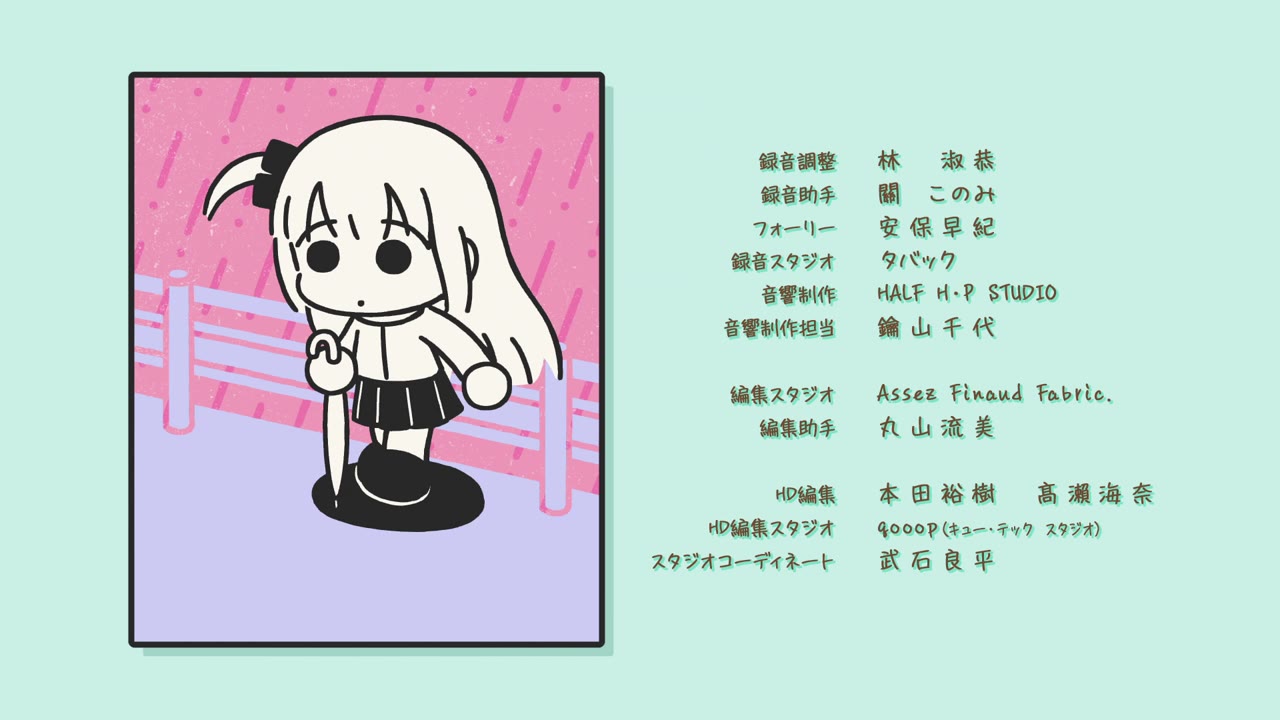 録音調整 林 淑恭
録音助手 關 このみ
フォーリー 安保早紀
録音スタジオ タバック
音響制作 HALF H・P STUDIO
音響制作担当 鑰山千代
編集スタジオ Assez Finaud Fabric.
編集助手 丸山流美
HD編集 本田裕樹 髙瀨海奈
HD編集スタジオ qooop(キュー・テック スタジオ)
スタジオコーディネート 武石良平